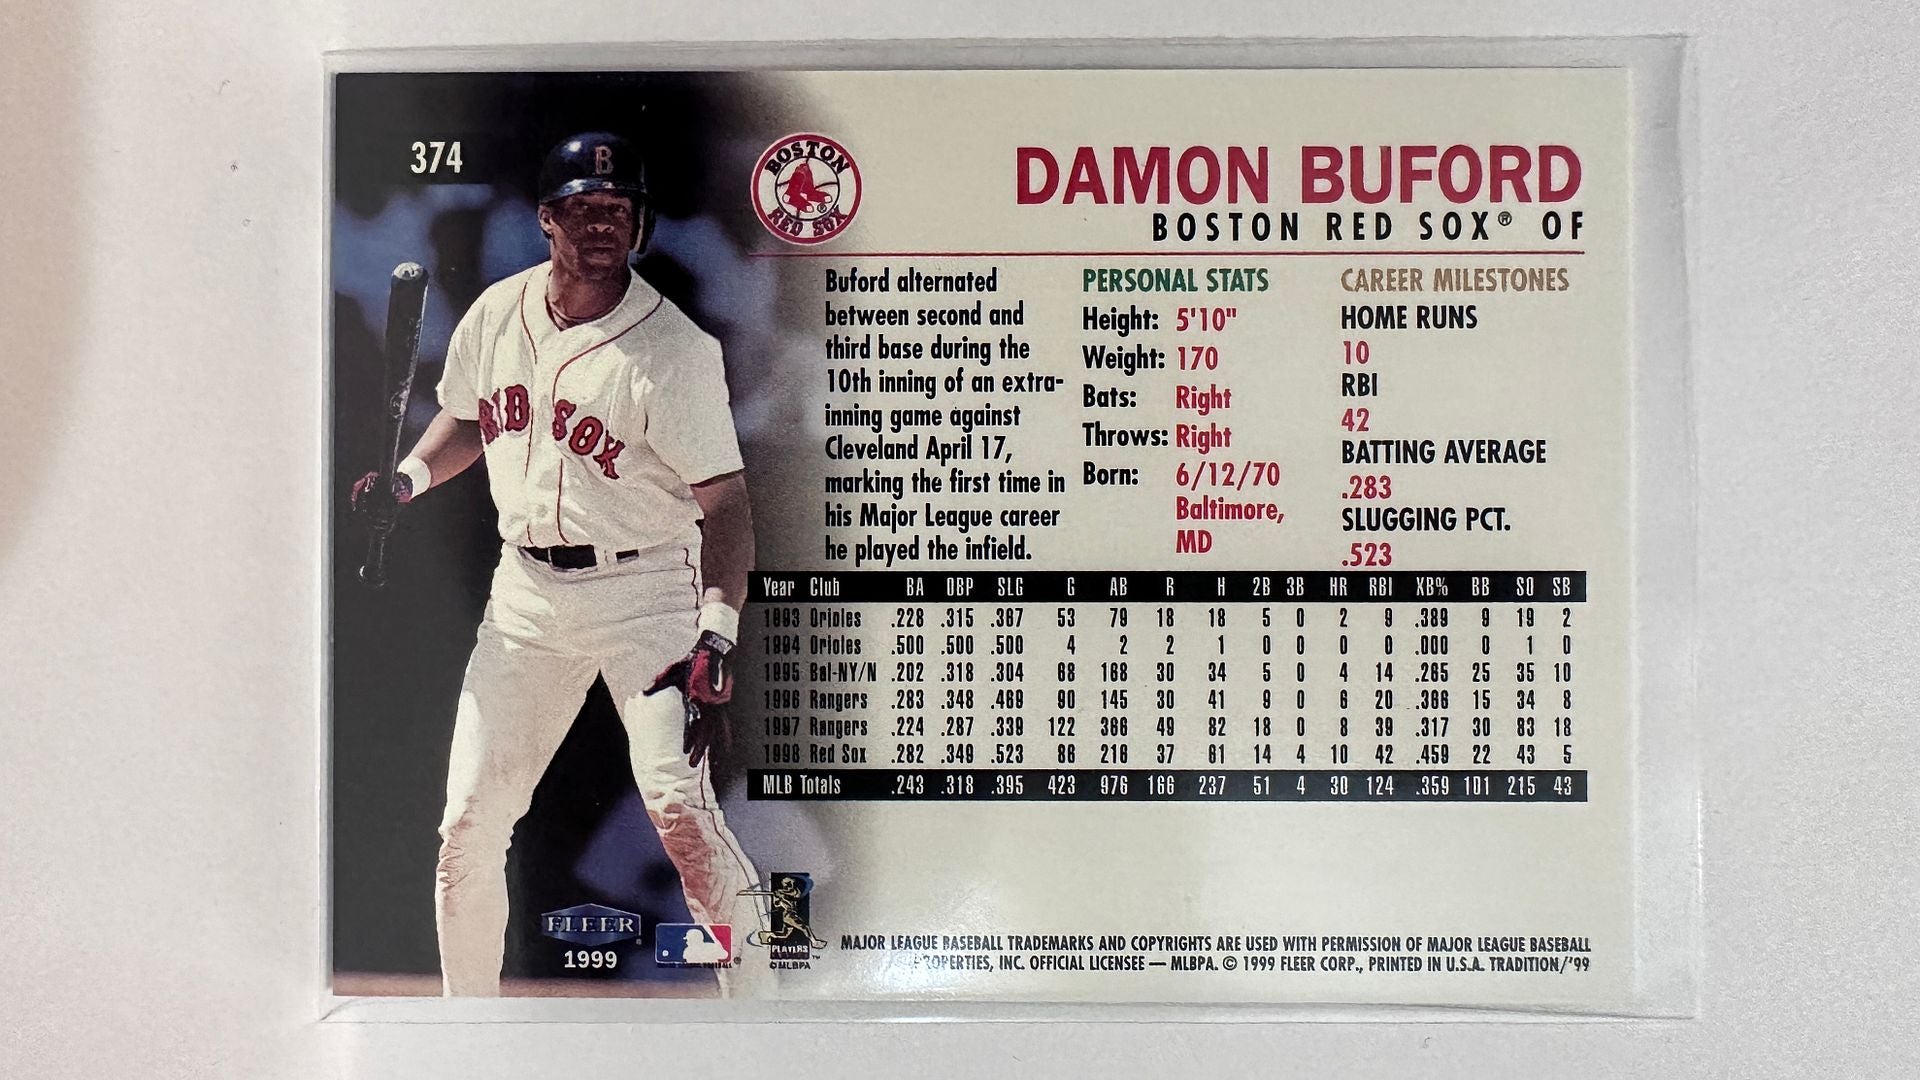 374
B
RED SOX
BOSTON
RED SOX
DAMON BUFORD
BOSTON RED SOX® OF
Buford alternated
between second and
third base during the
10th inning of an extra-
inning game against
Cleveland April 17,
marking the first time in
his Major League career
he played the infield.
PERSONAL STATS
Height: 5'10"
Weight: 170
Bats: Right
Throws: Right
Born: 6/12/70
Baltimore,
MD
CAREER MILESTONES
HOME RUNS
10
RBI
42
BATTING AVERAGE
.283
SLUGGING PCT.
.523
Year Club BA OBP SLG G AB R H 2B 3B HR RBI XB% BB SO SB
1993 Orioles .228 .315 .367 53 79 18 18 5 0 2 9 .389 9 19 2
1994 Orioles .500 .500 .500 4 2 2 1 0 0 0 0 .000 0 1 0
1995 Bal-NY/N .202 .318 .304 68 168 30 34 5 0 4 14 .265 25 35 10
1996 Rangers .283 .348 .469 90 145 30 41 9 0 6 20 .366 15 34 8
1997 Rangers .224 .287 .339 122 366 49 82 18 0 8 39 .317 30 83 18
1998 Red Sox .282 .349 .523 86 216 37 61 14 4 10 42 .459 22 43 5
MLB Totals .243 .318 .395 423 976 166 237 51 4 30 124 .359 101 215 43
FLEER
1999
PLAYERS
© MLBPA
MAJOR LEAGUE BASEBALL TRADEMARKS AND COPYRIGHTS ARE USED WITH PERMISSION OF MAJOR LEAGUE BASEBALL
PROPERTIES, INC. OFFICIAL LICENSEE — MLBPA. © 1999 FLEER CORP., PRINTED IN U.S.A. TRADITION/'99